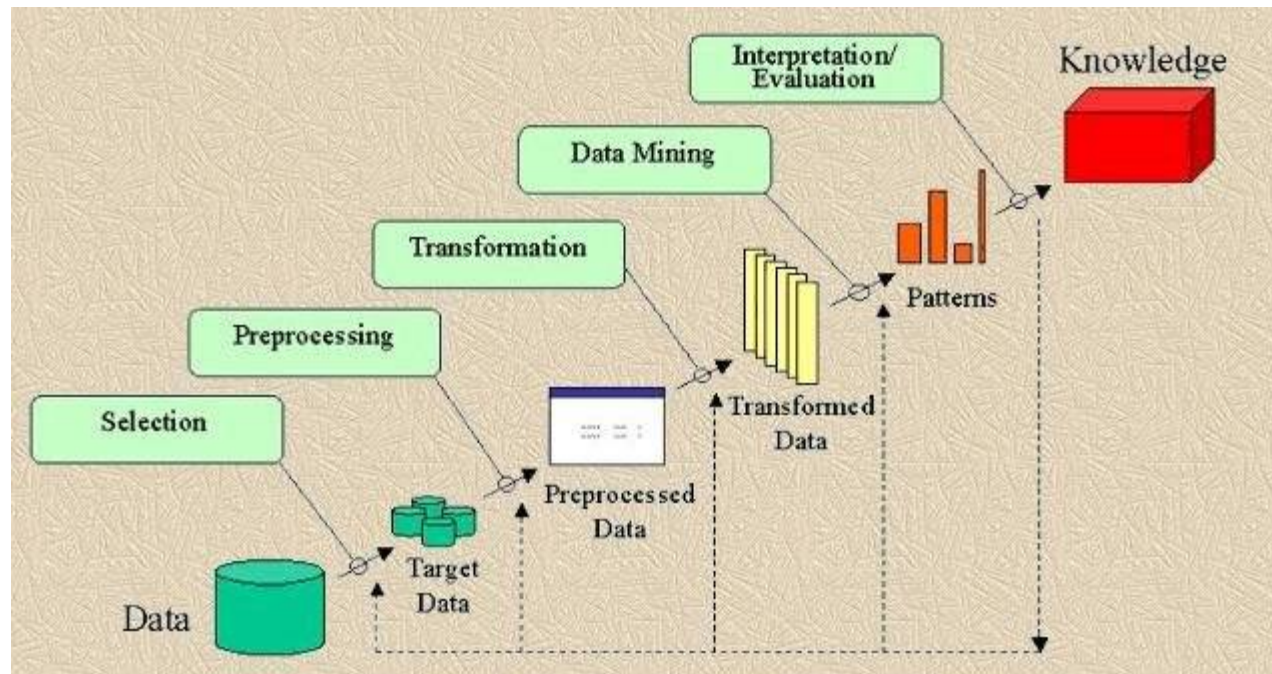 Interpretation/
Evaluation
Knowledge
Data Mining
Transformation
Patterns
Preprocessing
Transformed
Data
Selection
Preprocessed
Data
Target
Data
Data